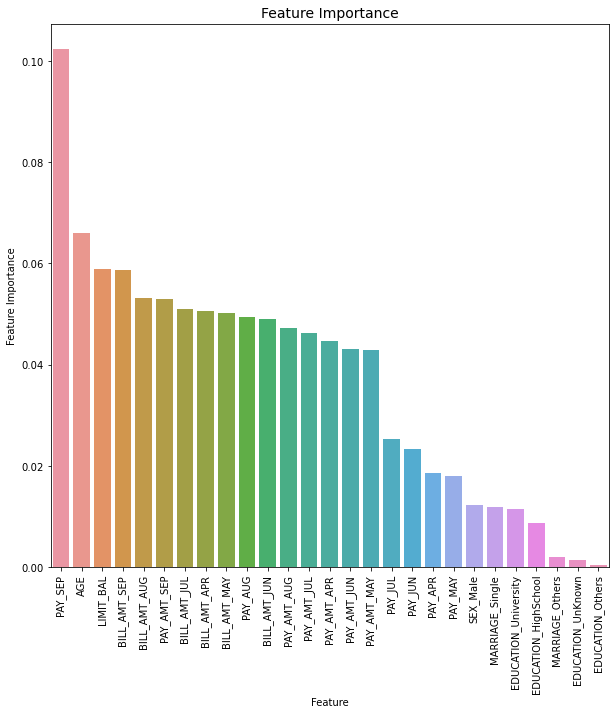 Feature Importance
0.10
0.08
0.06
0.04
0.02
0.00
Feature Importance
PAY_SEP
AGE
LIMIT_BAL
BILL_AMT_SEP
BILL_AMT_AUG
PAY_AMT_SEP
BILL_AMT_JUL
BILL_AMT_APR
BILL_AMT_MAY
PAY_AUG
BILL_AMT_JUN
PAY_AMT_AUG
PAY_AMT_JUL
PAY_AMT_APR
PAY_AMT_JUN
PAY_AMT_MAY
PAY_JUL
PAY_JUN
PAY_APR
PAY_MAY
SEX_Male
MARRIAGE_Single
EDUCATION_University
EDUCATION_HighSchool
MARRIAGE_Others
EDUCATION_UnKnown
EDUCATION_Others
Feature